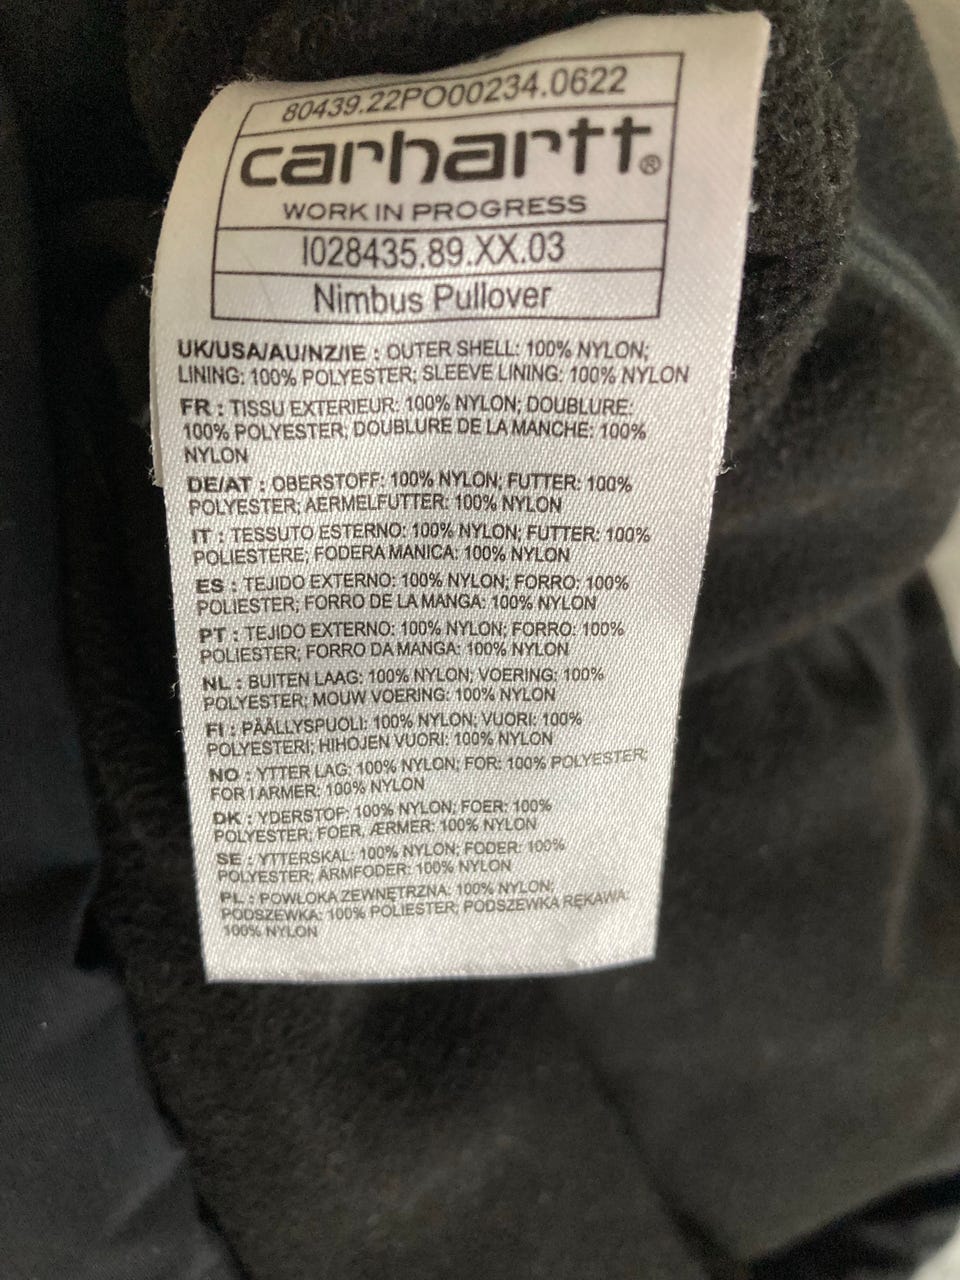 80439.22PO00234.0622
carhartt®
WORK IN PROGRESS
I028435.89.XX.03
Nimbus Pullover
UK/USA/AU/NZ/IE : OUTER SHELL: 100% NYLON;
LINING: 100% POLYESTER; SLEEVE LINING: 100% NYLON
FR : TISSU EXTERIEUR: 100% NYLON; DOUBLURE:
100% POLYESTER; DOUBLURE DE LA MANCHE: 100%
NYLON
DE/AT : OBERSTOFF: 100% NYLON; FUTTER: 100%
POLYESTER; AERMELFUTTER: 100% NYLON
IT : TESSUTO ESTERNO: 100% NYLON; FUTTER: 100%
POLIESTERE; FODERA MANICA: 100% NYLON
ES : TEJIDO EXTERNO: 100% NYLON; FORRO: 100%
POLIESTER; FORRO DE LA MANGA: 100% NYLON
PT : TEJIDO EXTERNO: 100% NYLON; FORRO: 100%
POLIESTER; FORRO DA MANGA: 100% NYLON
NL : BUITEN LAAG: 100% NYLON; VOERING: 100%
POLYESTER; MOUW VOERING: 100% NYLON
FI : PÄÄLLYSPUOLI: 100% NYLON; VUORI: 100%
POLYESTERI; HIHOJEN VUORI: 100% NYLON
NO : YTTER LAG: 100% NYLON; FOR: 100% POLYESTER;
FOR I ARMER: 100% NYLON
DK : YDERSTOF: 100% NYLON; FOER: 100%
POLYESTER; FOER, ÆRMER: 100% NYLON
SE : YTTERSKAL: 100% NYLON; FODER: 100%
POLYESTER; ÄRMFODER: 100% NYLON
PL : POWŁOKA ZEWNĘTRZNA: 100% NYLON;
PODSZEWKA: 100% POLIESTER; PODSZEWKA RĘKAWA:
100% NYLON